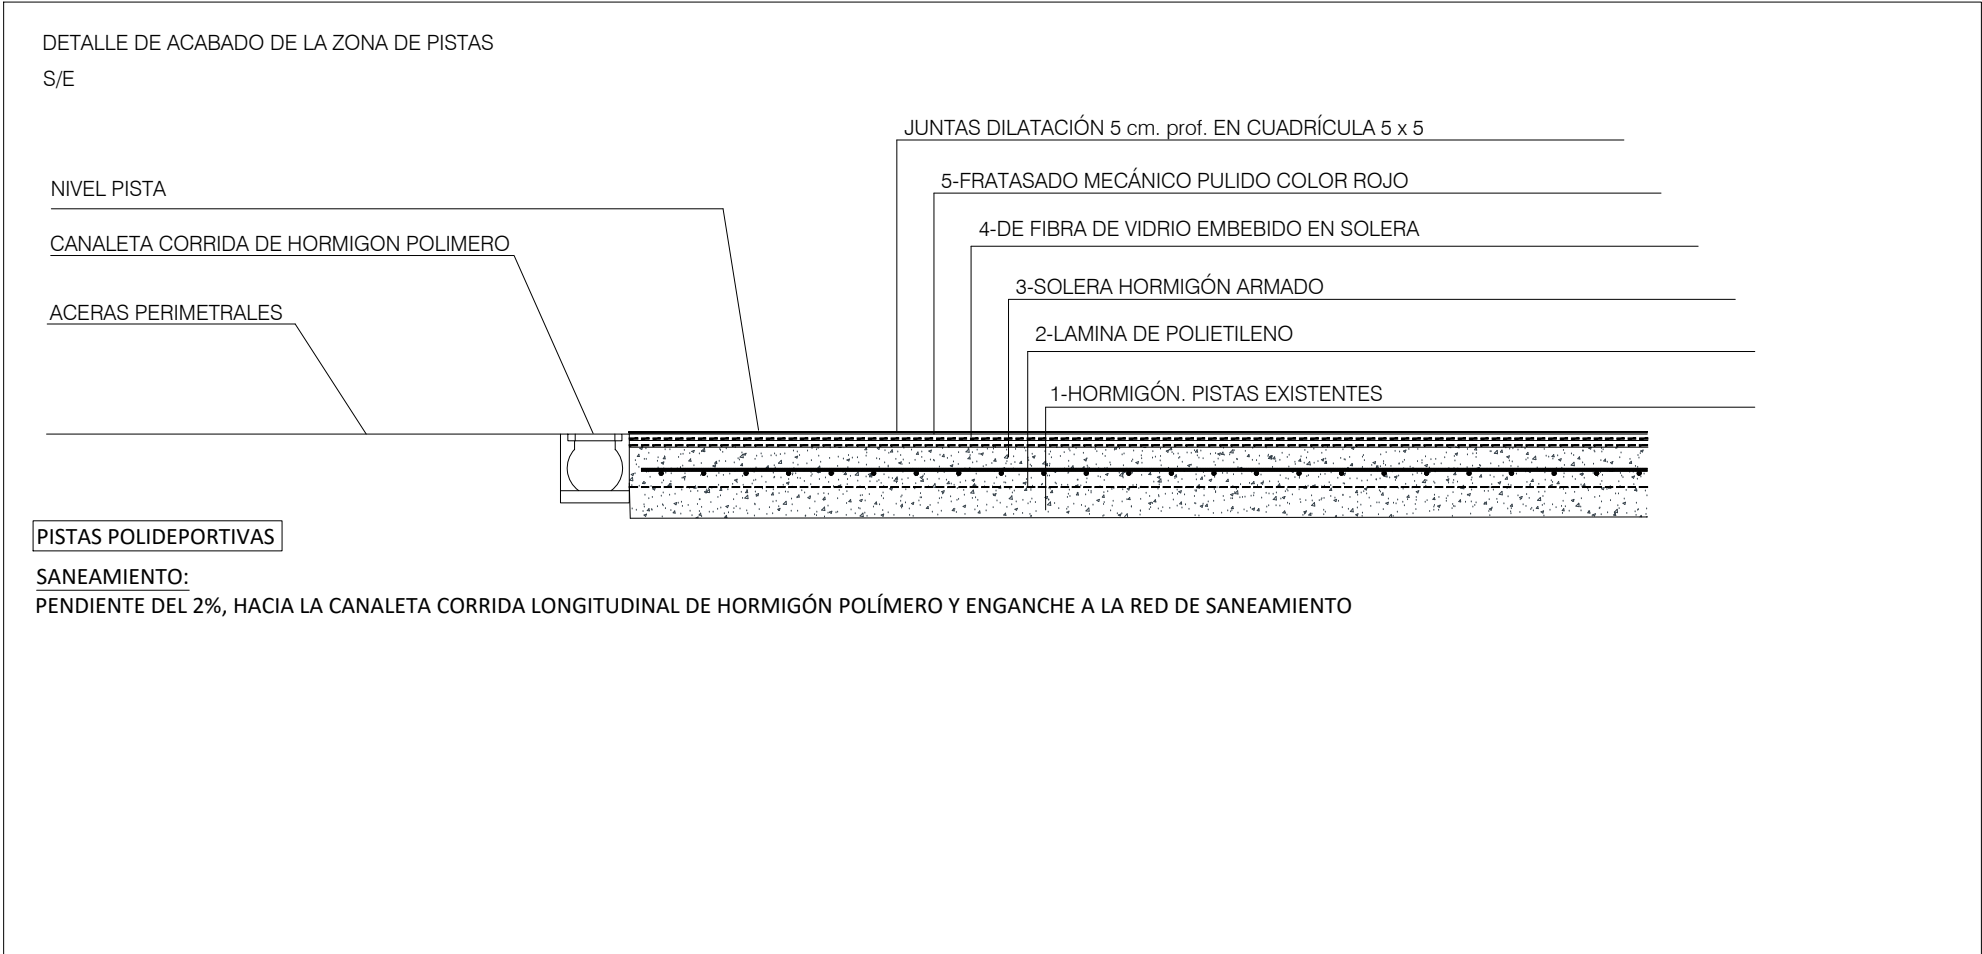 DETALLE DE ACABADO DE LA ZONA DE PISTAS
S/E
JUNTAS DILATACIÓN 5 cm. prof. EN CUADRÍCULA 5 x 5
5-FRATASADO MECÁNICO PULIDO COLOR ROJO
NIVEL PISTA
4-DE FIBRA DE VIDRIO EMBEBIDO EN SOLERA
CANALETA CORRIDA DE HORMIGON POLIMERO
3-SOLERA HORMIGÓN ARMADO
ACERAS PERIMETRALES
2-LAMINA DE POLIETILENO
1-HORMIGÓN. PISTAS EXISTENTES
PISTAS POLIDEPORTIVAS
SANEAMIENTO:
PENDIENTE DEL 2%, HACIA LA CANALETA CORRIDA LONGITUDINAL DE HORMIGÓN POLÍMERO Y ENGANCHE A LA RED DE SANEAMIENTO